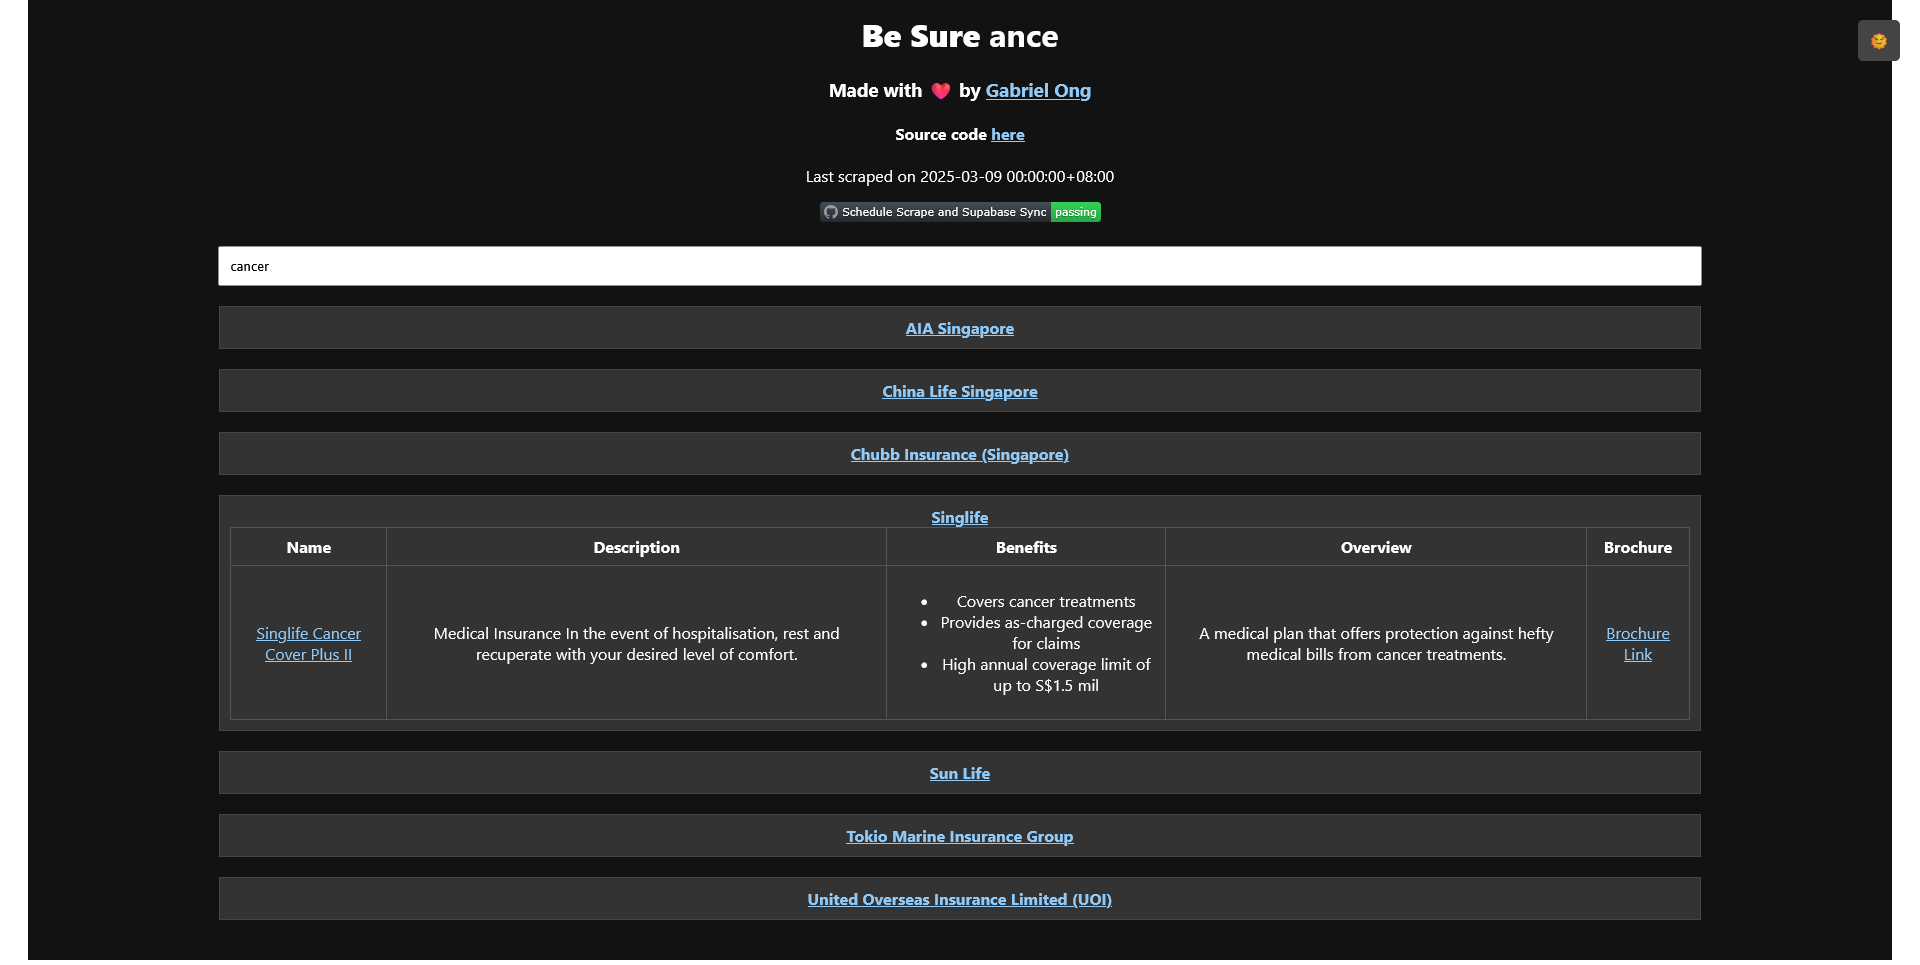 Be Sure ance
Made with ❤️ by Gabriel Ong
Source code here
Last scraped on 2025-03-09 00:00:00+08:00
Schedule Scrape and Supabase Sync passing
cancer
AIA Singapore
China Life Singapore
Chubb Insurance (Singapore)
Singlife
Name Description Benefits Overview Brochure
Singlife Cancer
Cover Plus II
Medical Insurance In the event of hospitalisation, rest and
recuperate with your desired level of comfort.
• Covers cancer treatments
• Provides as-charged coverage
for claims
• High annual coverage limit of
up to S$1.5 mil
A medical plan that offers protection against hefty
medical bills from cancer treatments.
Brochure
Link
Sun Life
Tokio Marine Insurance Group
United Overseas Insurance Limited (UOI)